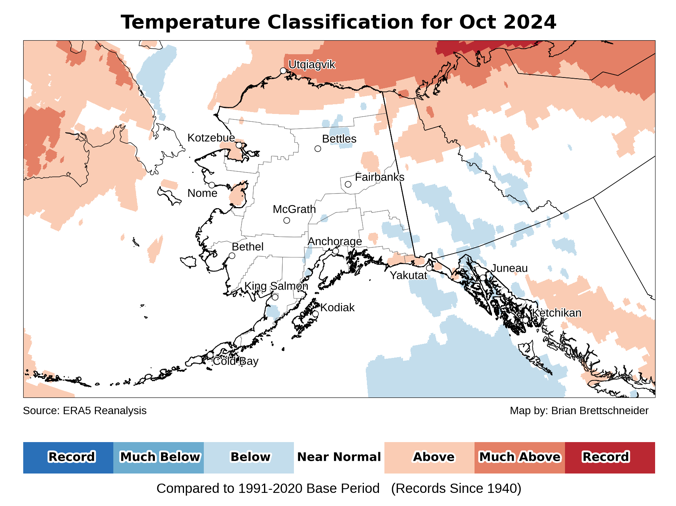 Temperature Classification for Oct 2024
Utqiaġvik
Kotzebue
Bettles
Fairbanks
Nome
McGrath
Bethel
Anchorage
Yakutat
Juneau
King Salmon
Kodiak
Ketchikan
Cold Bay
Source: ERA5 Reanalysis
Map by: Brian Brettschneider
Record
Much Below
Below
Near Normal
Above
Much Above
Record
Compared to 1991-2020 Base Period (Records Since 1940)